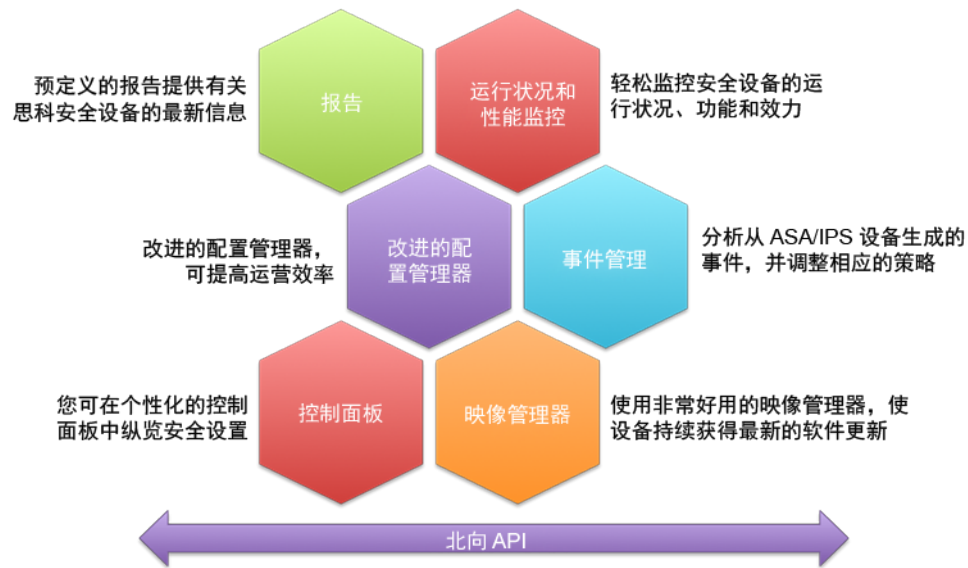 预定义的报告提供有关
思科安全设备的最新信息
报告
运行状况和
性能监控
轻松监控安全设备的运
行状况、功能和效力
改进的配置管理器，
可提高运营效率
改进的配
置管理器
事件管理
分析从 ASA/IPS 设备生成的
事件，并调整相应的策略
您可在个性化的控制
面板中纵览安全设置
控制面板
映像管理器
使用非常好用的映像管理器，使
设备持续获得最新的软件更新
北向 API